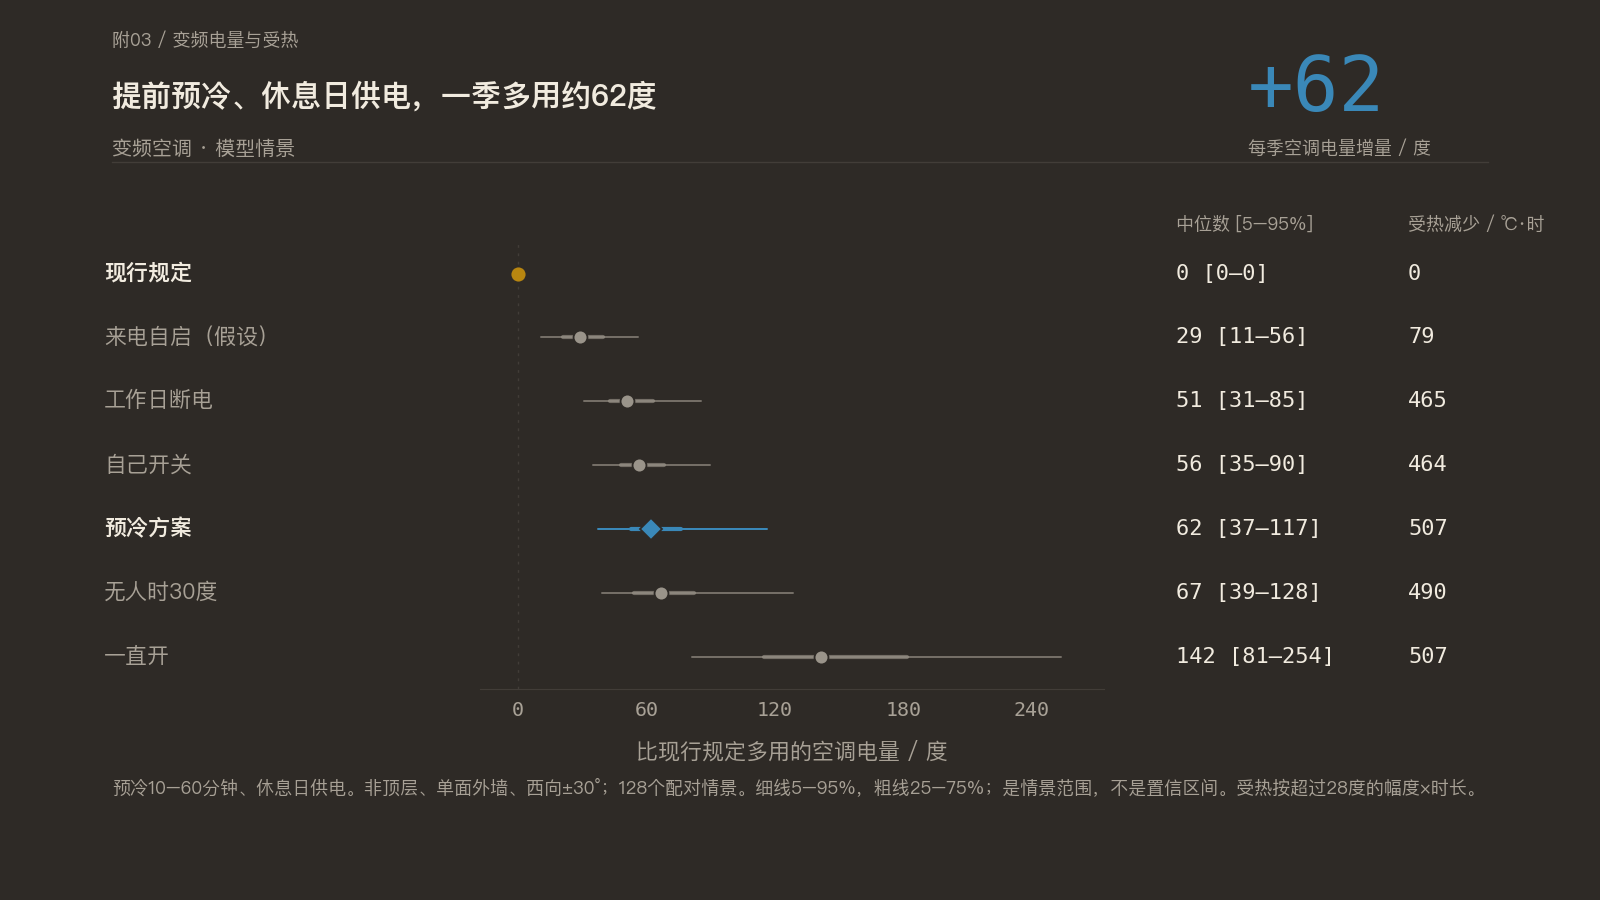 附03 / 变频电量与受热
提前预冷、休息日供电，一季多用约62度
变频空调 · 模型情景
+62
每季空调电量增量 / 度
中位数 [5—95%] 受热减少 / ℃·时
现行规定 0 [0—0] 0
来电自启（假设） 29 [11—56] 79
工作日断电 51 [31—85] 465
自己开关 56 [35—90] 464
预冷方案 62 [37—117] 507
无人时30度 67 [39—128] 490
一直开 142 [81—254] 507
0 60 120 180 240
比现行规定多用的空调电量 / 度
预冷10—60分钟、休息日供电。非顶层、单面外墙、西向±30°；128个配对情景。细线5—95%，粗线25—75%；是情景范围，不是置信区间。受热按超过28度的幅度×时长。